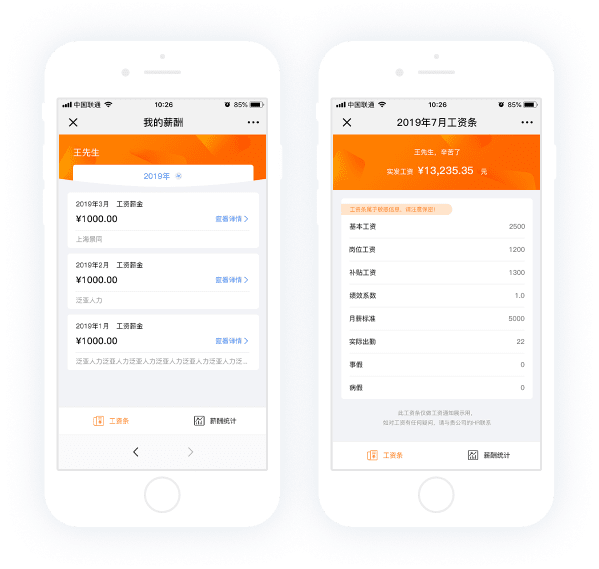 中国联通 10:26 85%
我的薪酬
王先生
2019年
2019年3月 工资薪金
¥1000.00 查看详情
上海景同
2019年2月 工资薪金
¥1000.00 查看详情
泛亚人力
2019年1月 工资薪金
¥1000.00 查看详情
泛亚人力泛亚人力泛亚人力泛亚人力泛亚人力泛亚人力泛...
工资条 薪酬统计
中国联通 10:26 85%
2019年7月工资条
王先生，辛苦了
实发工资 ¥13,235.35 元
工资条属于敏感信息，请注意保密！
基本工资 2500
岗位工资 1200
补贴工资 1300
绩效系数 1.0
月薪标准 5000
实际出勤 22
事假 0
病假 0
此工资条仅做工资通知展示用，
如对工资有任何疑问，请与贵公司的HR联系
工资条 薪酬统计